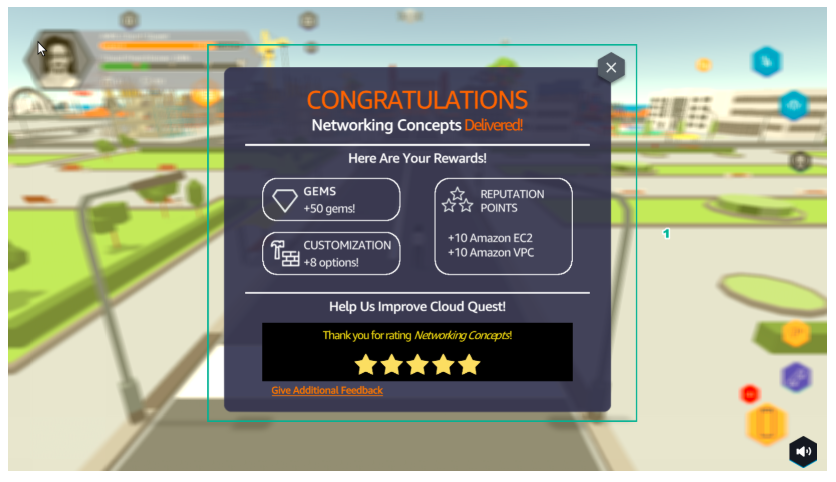 CONGRATULATIONS
Networking Concepts Delivered!
Here Are Your Rewards!
GEMS
+50 gems!
CUSTOMIZATION
+8 options!
REPUTATION
POINTS
+10 Amazon EC2
+10 Amazon VPC
1
Help Us Improve Cloud Quest!
Thank you for rating Networking Concepts!
Give Additional Feedback